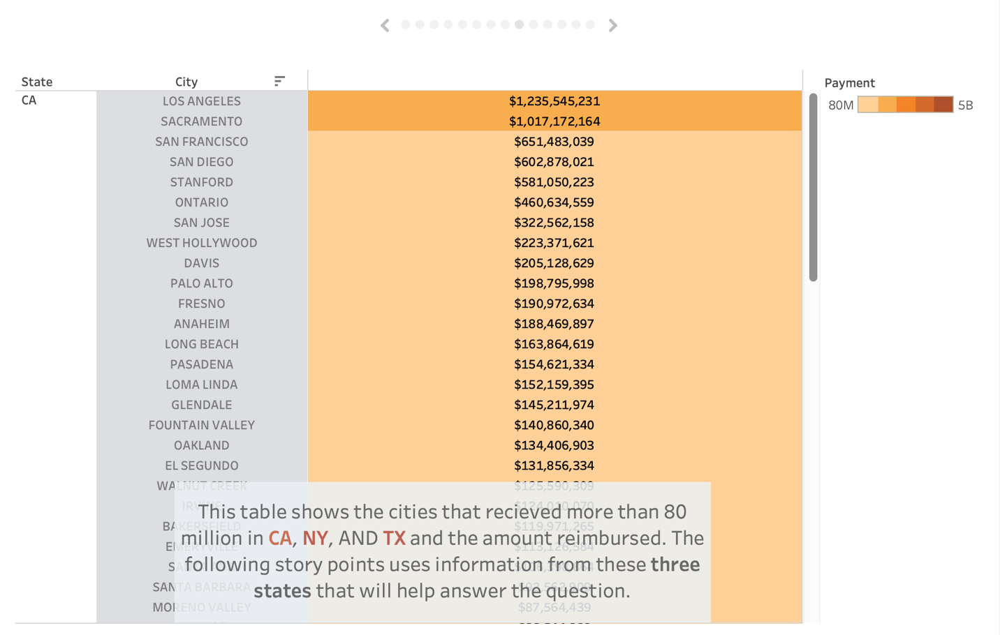 State City
Payment
80M 5B
CA LOS ANGELES $1,235,545,231
SACRAMENTO $1,017,172,164
SAN FRANCISCO $651,483,039
SAN DIEGO $602,878,021
STANFORD $581,050,223
ONTARIO $460,634,559
SAN JOSE $322,562,158
WEST HOLLYWOOD $223,371,621
DAVIS $205,128,629
PALO ALTO $198,795,998
FRESNO $190,972,634
ANAHEIM $188,469,897
LONG BEACH $163,864,619
PASADENA $154,621,334
LOMA LINDA $152,159,395
GLENDALE $145,211,974
FOUNTAIN VALLEY $140,860,340
OAKLAND $134,406,903
EL SEGUNDO $131,856,334
WALNUT CREEK $125,590,309
IRVINE $124,010,070
BAKERSFIELD $119,971,265
EMERYVILLE $113,126,584
SANTA BARBARA
MORENO VALLEY $87,564,439
This table shows the cities that recieved more than 80
million in CA, NY, AND TX and the amount reimbursed. The
following story points uses information from these three
states that will help answer the question.